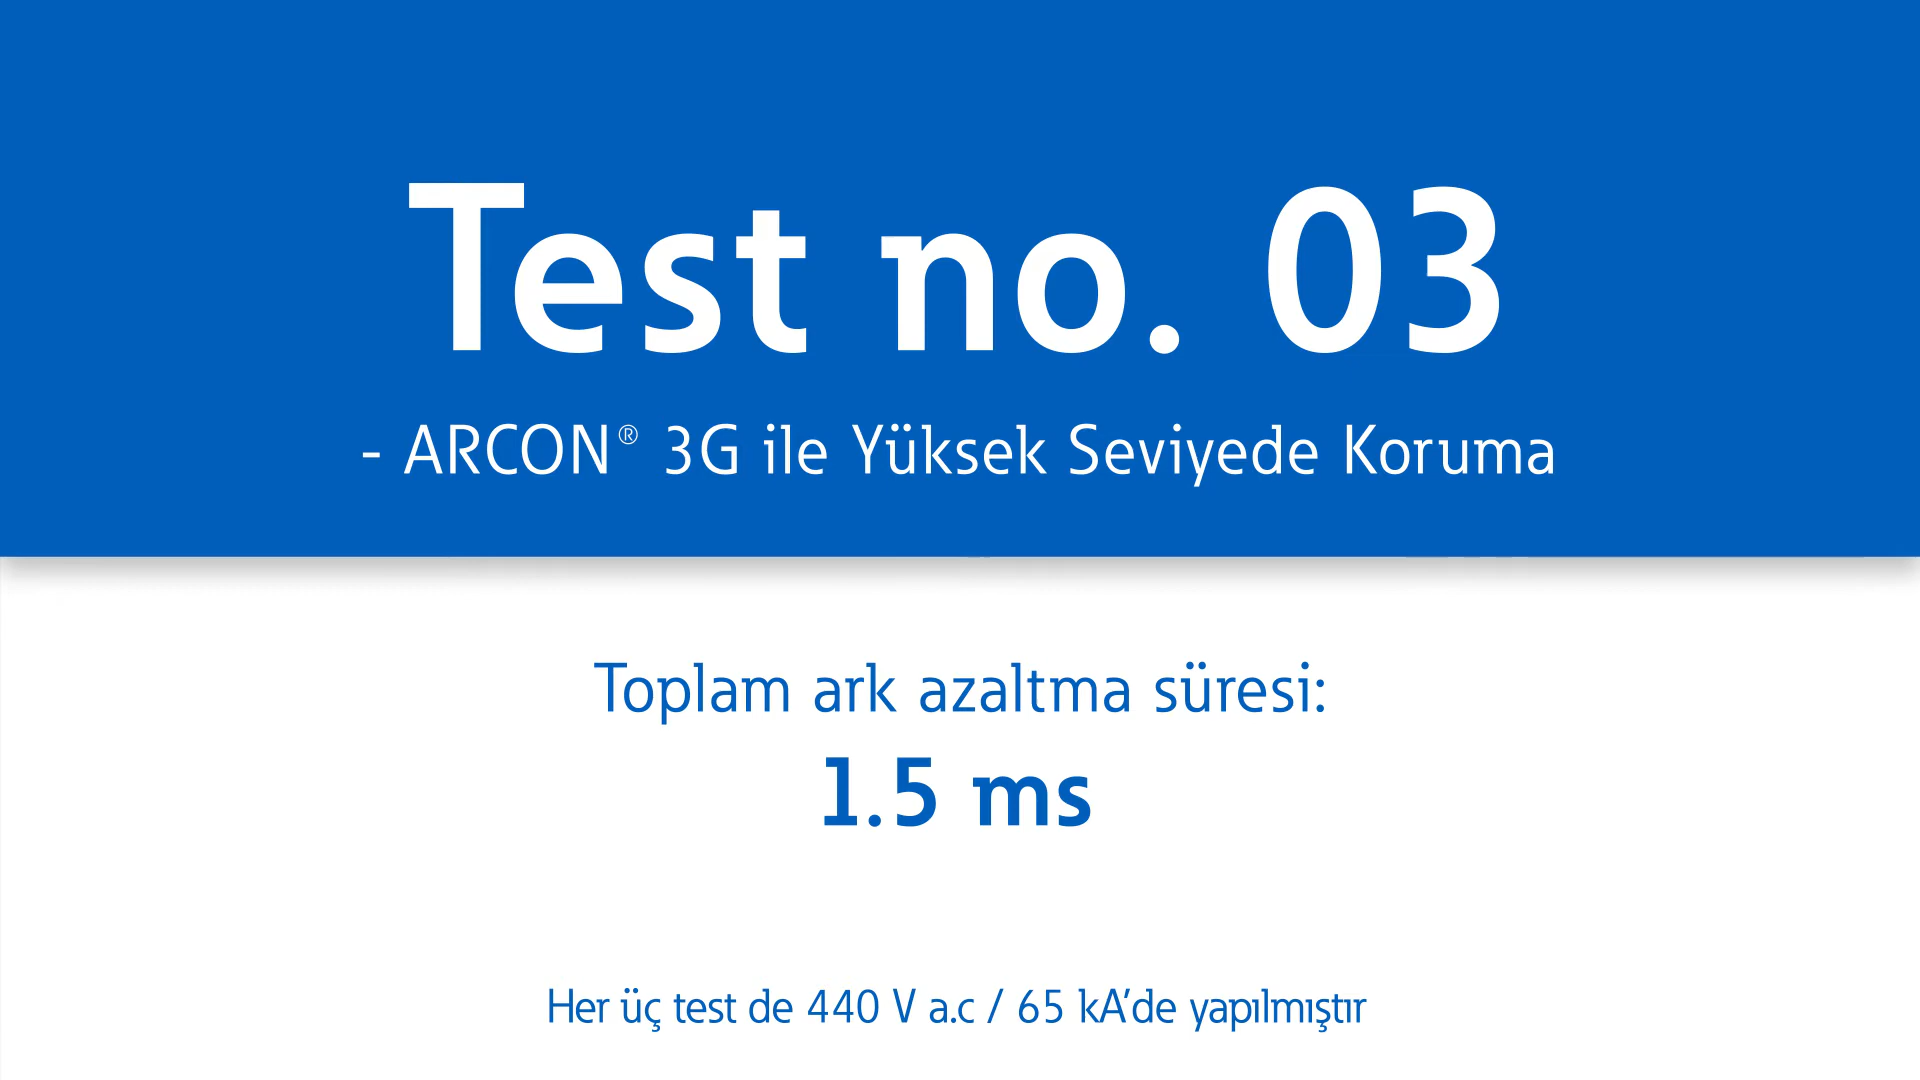 Test no. 03
- ARCON® 3G ile Yüksek Seviyede Koruma
Toplam ark azaltma süresi:
1.5 ms
Her üç test de 440 V a.c / 65 kA’de yapılmıştır